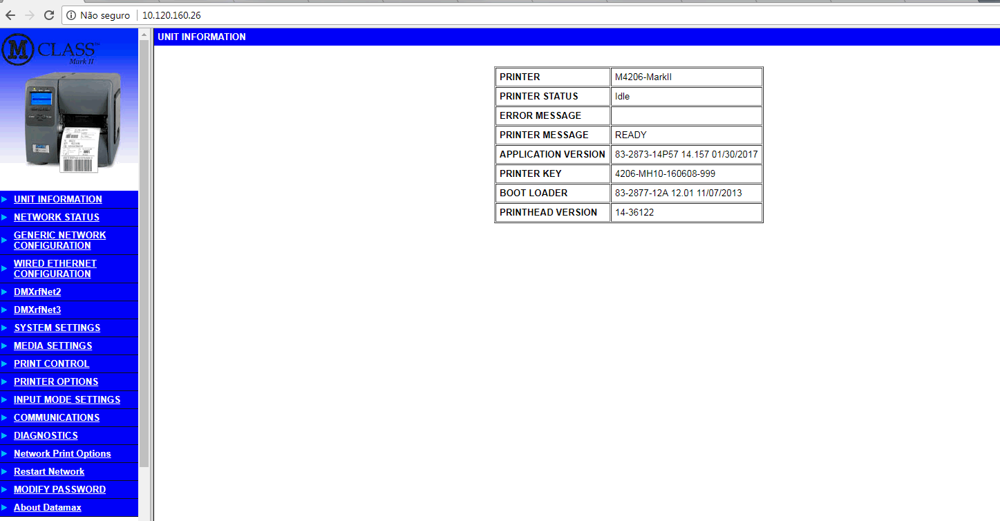 Não seguro
10.120.160.26
M CLASS™
Mark II
UNIT INFORMATION
NETWORK STATUS
GENERIC NETWORK
CONFIGURATION
WIRED ETHERNET
CONFIGURATION
DMXrfNet2
DMXrfNet3
SYSTEM SETTINGS
MEDIA SETTINGS
PRINT CONTROL
PRINTER OPTIONS
INPUT MODE SETTINGS
COMMUNICATIONS
DIAGNOSTICS
Network Print Options
Restart Network
MODIFY PASSWORD
About Datamax
UNIT INFORMATION
PRINTER M4206-MarkII
PRINTER STATUS Idle
ERROR MESSAGE
PRINTER MESSAGE READY
APPLICATION VERSION 83-2873-14P57 14.157 01/30/2017
PRINTER KEY 4206-MH10-160608-999
BOOT LOADER 83-2877-12A 12.01 11/07/2013
PRINTHEAD VERSION 14-36122